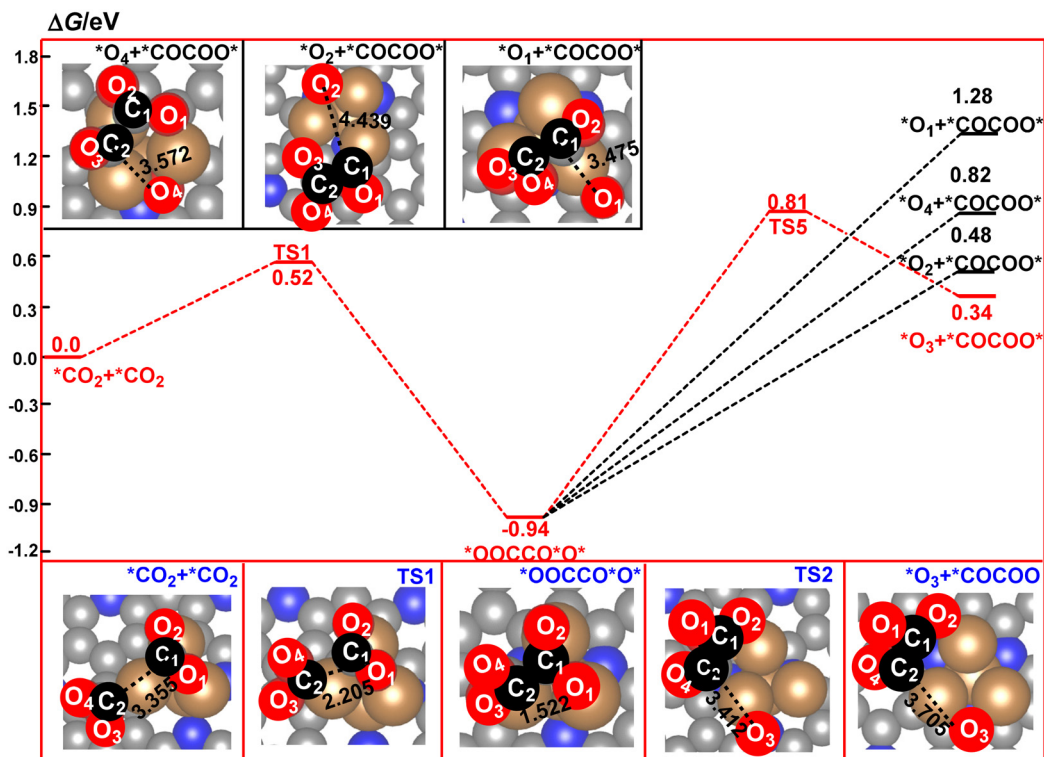 ΔG/eV
1.8
1.5
1.2
0.9
0.6
0.3
0.0
-0.3
-0.6
-0.9
-1.2
*O4+*COCOO*
O2
C1
O1
O3
C2
3.572
O4
*O2+*COCOO*
O2
4.439
O3
C1
C2
O1
O4
*O1+*COCOO*
O2
C1
C2
O3
3.475
O4
O1
1.28
*O1+*COCOO*
0.82
*O4+*COCOO*
0.48
*O2+*COCOO*
0.81
TS5
0.34
*O3+*COCOO*
TS1
0.52
0.0
*CO2+*CO2
-0.94
*OOCCO*O*
*CO2+*CO2
O2
C1
O1
O4
C2
3.355
O3
TS1
O2
O4
C1
O1
C2
2.205
O3
*OOCCO*O*
O2
O4
C1
C2
O1
O3
1.522
TS2
O1
O2
C1
C2
O4
3.412
O3
*O3+*COCOO
O1
O2
C1
C2
O4
3.705
O3